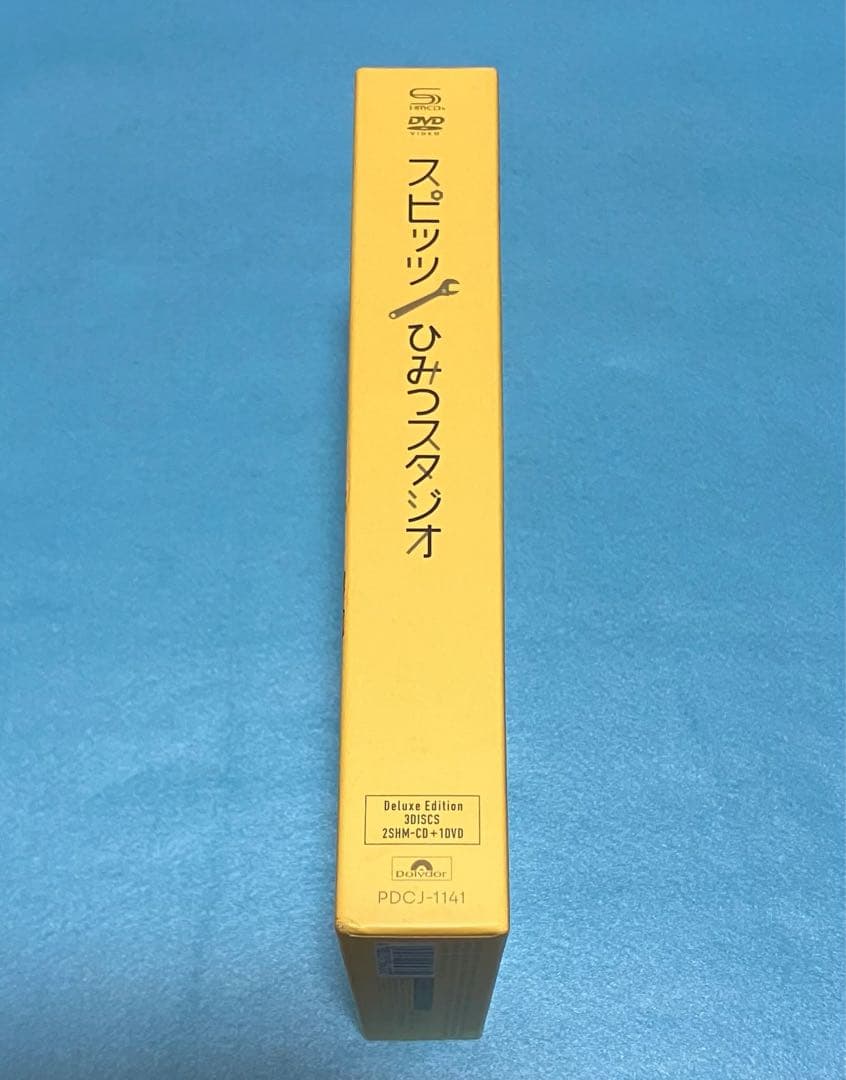 SHM-CDs
DVD
VIDEO
スピッツ
ひみつスタジオ
Deluxe Edition
3DISCS
2SHM-CD+1DVD
Polydor
PDCJ-1141